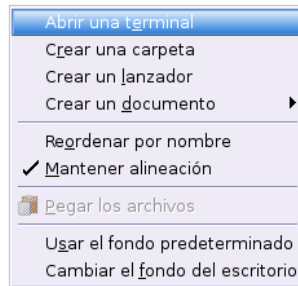 Abrir una terminal
Crear una carpeta
Crear un lanzador
Crear un documento
Reordenar por nombre
Mantener alineación
Pegar los archivos
Usar el fondo predeterminado
Cambiar el fondo del escritorio